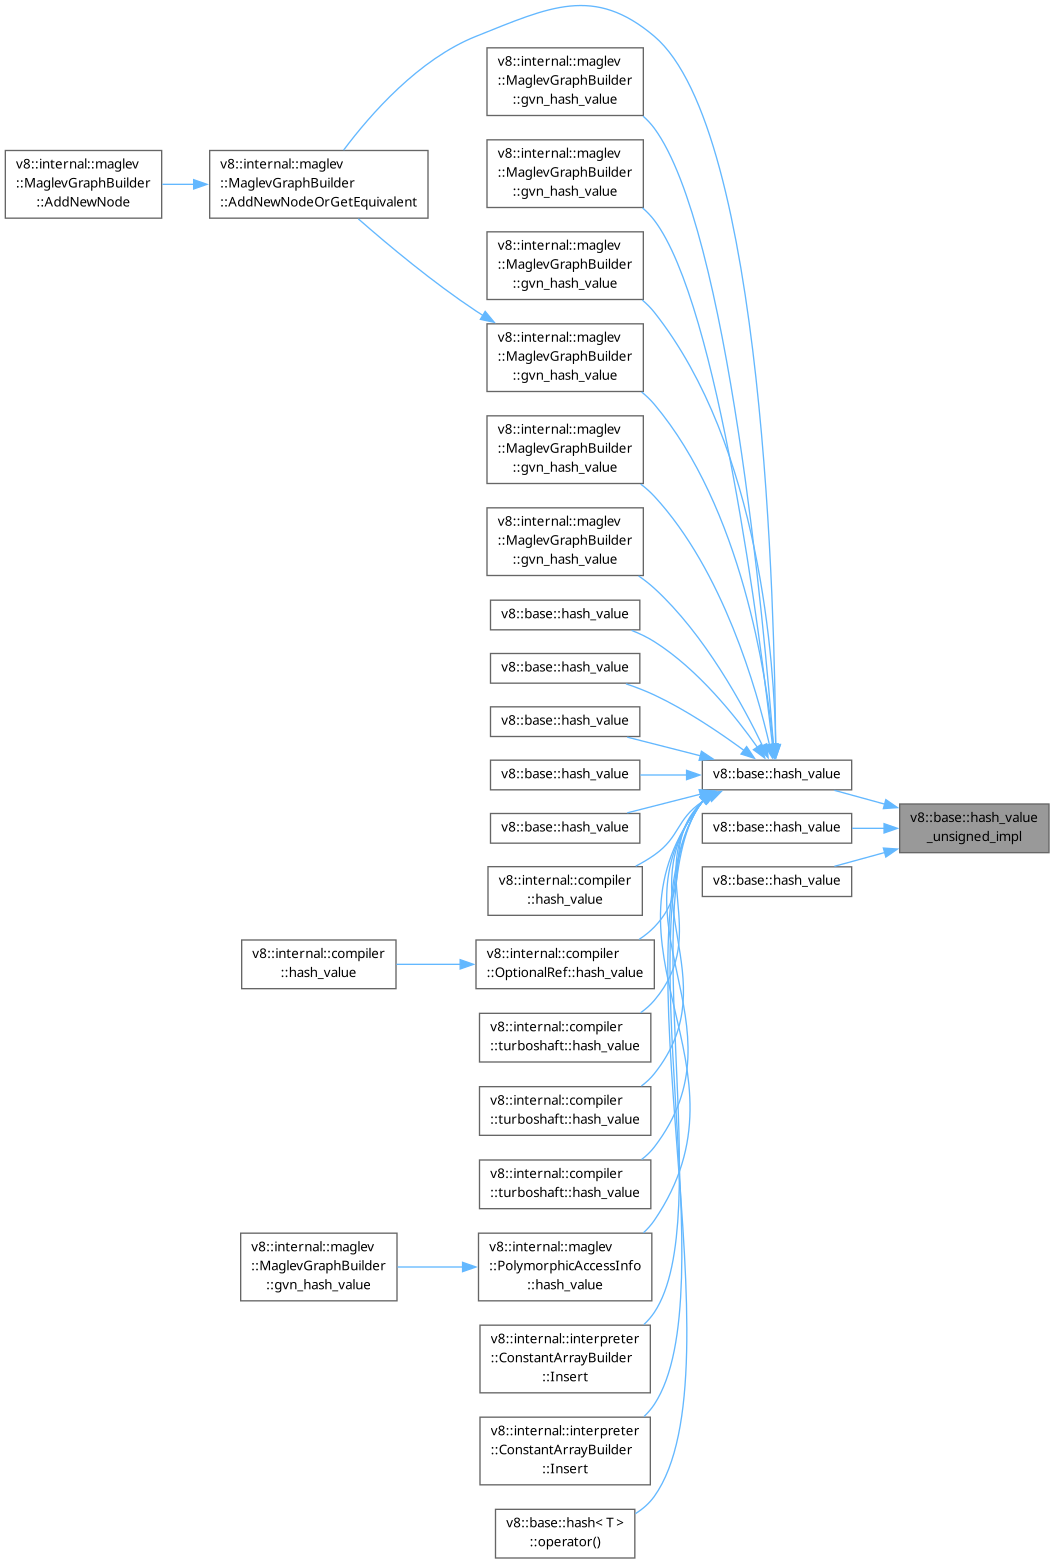 v8::internal::maglev
::MaglevGraphBuilder
::gvn_hash_value
v8::internal::maglev
::MaglevGraphBuilder
::gvn_hash_value
v8::internal::maglev
::MaglevGraphBuilder
::AddNewNode
v8::internal::maglev
::MaglevGraphBuilder
::AddNewNodeOrGetEquivalent
v8::internal::maglev
::MaglevGraphBuilder
::gvn_hash_value
v8::internal::maglev
::MaglevGraphBuilder
::gvn_hash_value
v8::internal::maglev
::MaglevGraphBuilder
::gvn_hash_value
v8::internal::maglev
::MaglevGraphBuilder
::gvn_hash_value
v8::base::hash_value
v8::base::hash_value
v8::base::hash_value
v8::base::hash_value
v8::base::hash_value
v8::base::hash_value
v8::base::hash_value
v8::base::hash_value
_unsigned_impl
v8::base::hash_value
v8::internal::compiler
::hash_value
v8::internal::compiler
::hash_value
v8::internal::compiler
::OptionalRef::hash_value
v8::internal::compiler
::turboshaft::hash_value
v8::internal::compiler
::turboshaft::hash_value
v8::internal::compiler
::turboshaft::hash_value
v8::internal::maglev
::MaglevGraphBuilder
::gvn_hash_value
v8::internal::maglev
::PolymorphicAccessInfo
::hash_value
v8::internal::interpreter
::ConstantArrayBuilder
::Insert
v8::internal::interpreter
::ConstantArrayBuilder
::Insert
v8::base::hash< T >
::operator()